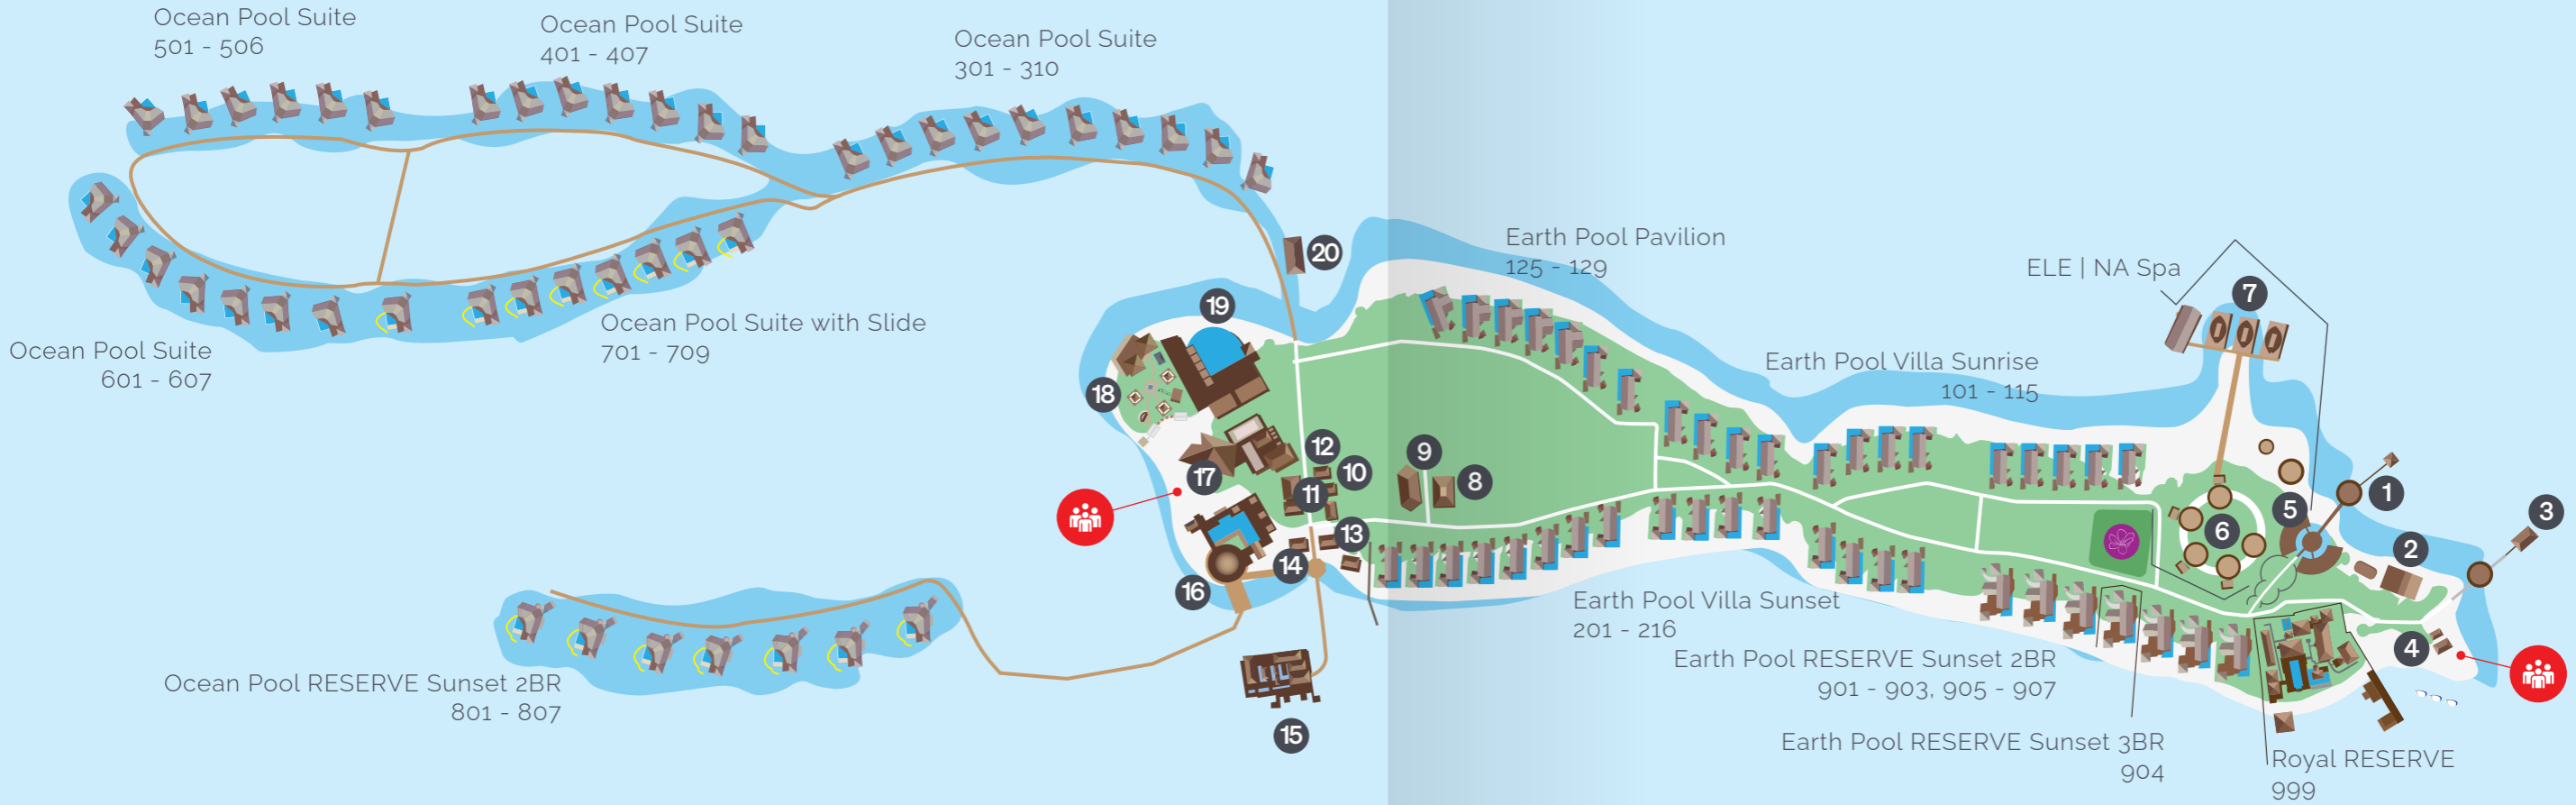 Ocean Pool Suite
501 - 506
Ocean Pool Suite
401 - 407
Ocean Pool Suite
301 - 310
Earth Pool Pavilion
125 - 129
ELE | NA Spa
Earth Pool Villa Sunrise
101 - 115
Ocean Pool Suite
601 - 607
Ocean Pool Suite with Slide
701 - 709
20
19
18
17
7
12
10
11
9
8
1
3
5
6
2
13
14
16
15
4
Earth Pool Villa Sunset
201 - 216
Earth Pool RESERVE Sunset 2BR
901 - 903, 905 - 907
Ocean Pool RESERVE Sunset 2BR
801 - 807
Earth Pool RESERVE Sunset 3BR
904
Royal RESERVE
999